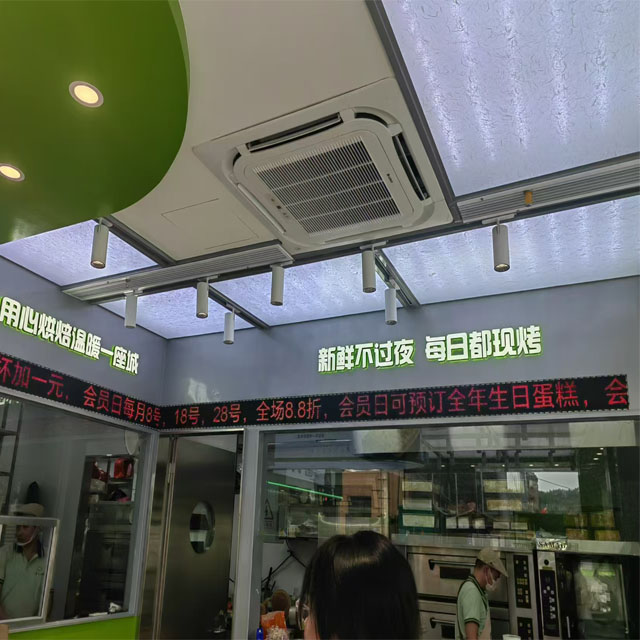 用心烘焙温暖一座城
新鲜不过夜 每日都现烤
杯加一元，会员日每月8号，18号，28号，全场8.8折，会员日可预订全年生日蛋糕，会